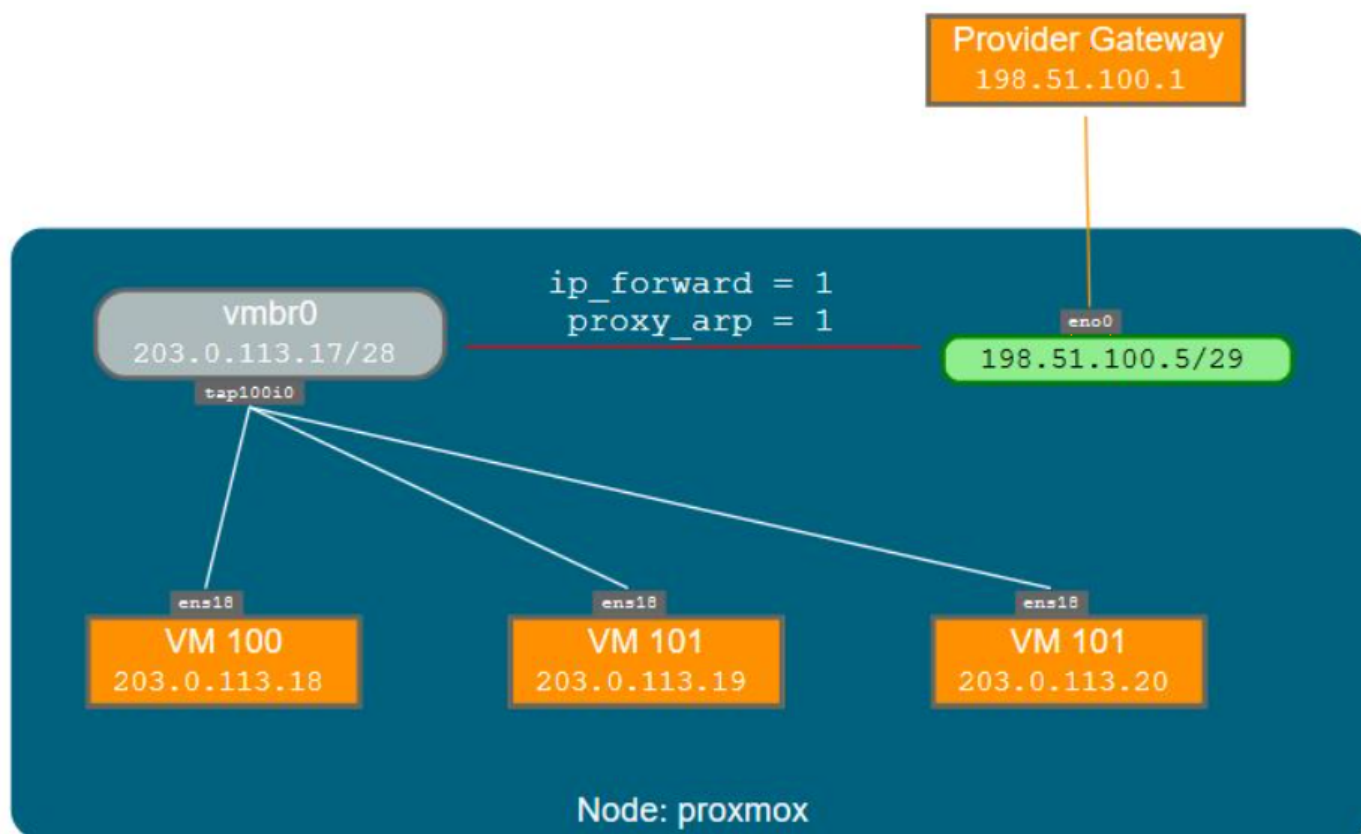 Provider Gateway
198.51.100.1
ip_forward = 1
proxy_arp = 1
vmbr0
203.0.113.17/28
tap100i0
eno0
198.51.100.5/29
ens18
VM 100
203.0.113.18
ens18
VM 101
203.0.113.19
ens18
VM 101
203.0.113.20
Node: proxmox